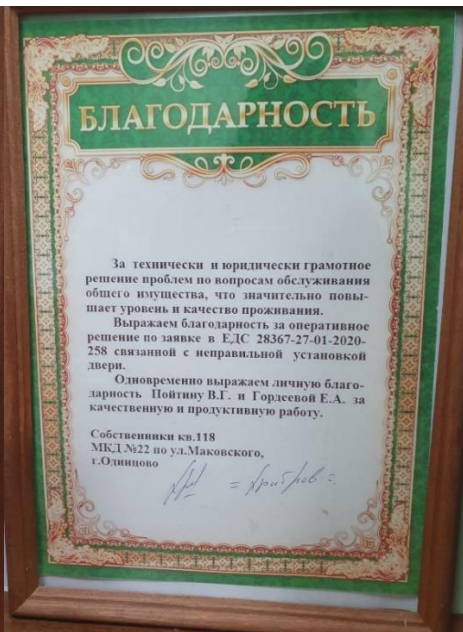 БЛАГОДАРНОСТЬ
За технически и юридически грамотное
решение проблем по вопросам обслуживания
общего имущества, что значительно повы-
шает уровень и качество проживания.
Выражаем благодарность за оперативное
решение по заявке в ЕДС 28367-27-01-2020-
258 связанной с неправильной установкой
двери.
Одновременно выражаем личную благо-
дарность Пойтину В.Г. и Гордеевой Е.А. за
качественную и продуктивную работу.
Собственники кв.118
МКД №22 по ул.Маковского,
г.Одинцово